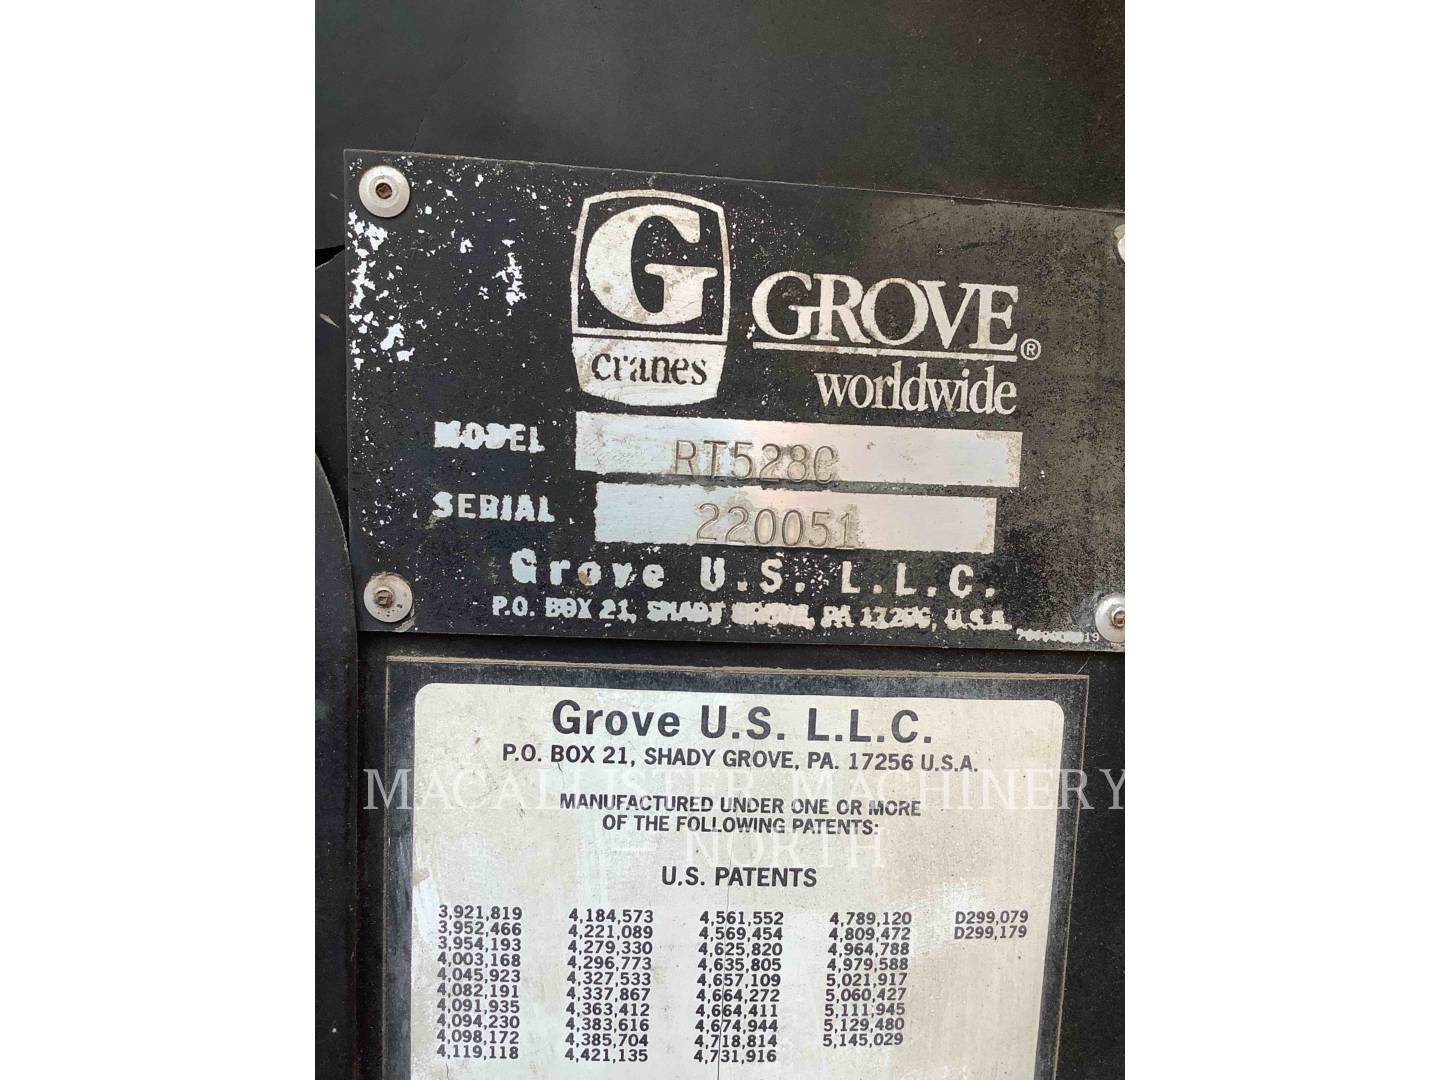 G
cranes
GROVE®
worldwide
MODEL RT528C
SERIAL 220051
Grove U.S. L.L.C.
P.O. BOX 21, SHADY GROVE, PA 17256, U.S.A.
Grove U.S. L.L.C.
P.O. BOX 21, SHADY GROVE, PA. 17256 U.S.A.
MACALLISTER MACHINERY
NORTH
MANUFACTURED UNDER ONE OR MORE
OF THE FOLLOWING PATENTS:
U.S. PATENTS
3,921,819 4,184,573 4,561,552 4,789,120 D299,079
3,952,466 4,221,089 4,569,454 4,809,472 D299,179
3,954,193 4,279,330 4,625,820 4,964,788
4,003,168 4,296,773 4,635,805 4,979,588
4,045,923 4,327,533 4,657,109 5,021,917
4,082,191 4,337,867 4,664,272 5,060,427
4,091,935 4,363,412 4,664,411 5,111,945
4,094,230 4,383,616 4,674,944 5,129,480
4,098,172 4,385,704 4,718,814 5,145,029
4,119,118 4,421,135 4,731,916